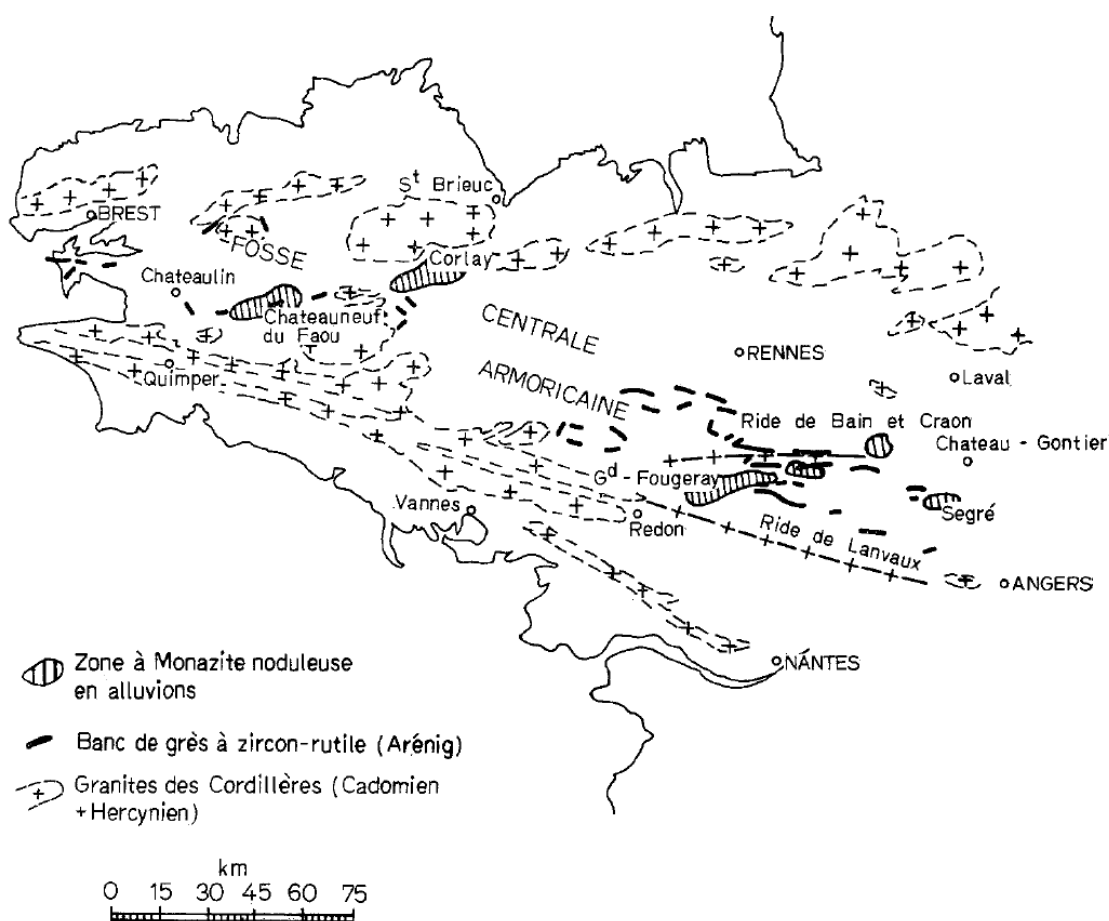 St Brieuc
BREST
FOSSE
Corlay
Chateaulin
Chateauneuf
du Faou
CENTRALE
RENNES
ARMORICAINE
Laval
Quimper
Ride de Bain et Craon
Chateau - Gontier
Gd - Fougeray
Vannes
Redon
Segré
Ride de Lanvaux
ANGERS
NÁNTES
Zone à Monazite noduleuse
en alluvions
Banc de grès à zircon-rutile (Arénig)
Granites des Cordillères (Cadomien
+Hercynien)
km
0 15 30 45 60 75